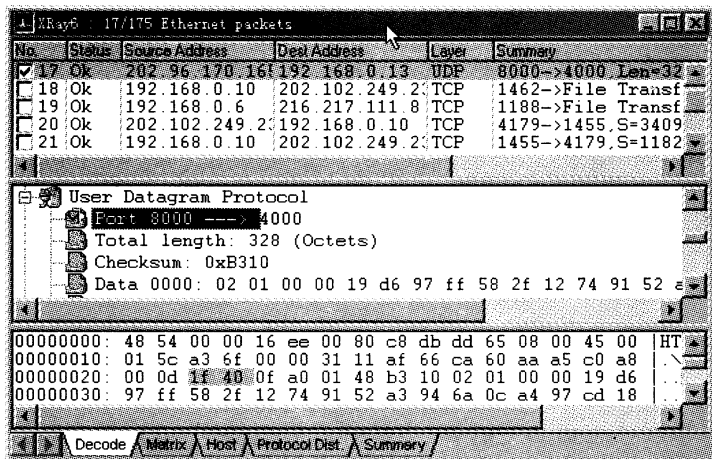 XRay6 : 17/175 Ethernet packets
No. Status Source Address Dest Address Layer Summary
17 Ok 202 96 170 16! 192 168 0.13 UDP 8000->4000 Len=32
18 Ok 192.168.0.10 202.102.249.2 TCP 1462->File Transf
19 Ok 192.168.0.6 216.217.111.8 TCP 1188->File Transf
20 Ok 202.102.249.2 192.168.0.10 TCP 4179->1455,S=3409
21 Ok 192.168.0.10 202.102.249.2 TCP 1455->4179,S=1182
User Datagram Protocol
Port 8000 ---> 4000
Total length: 328 (Octets)
Checksum: 0xB310
Data 0000: 02 01 00 00 19 d6 97 ff 58 2f 12 74 91 52 a
00000000: 48 54 00 00 16 ee 00 80 c8 db dd 65 08 00 45 00 |HT
00000010: 01 5c a3 6f 00 00 31 11 af 66 ca 60 aa a5 c0 a8 |.\
00000020: 00 0d 1f 40 0f a0 01 48 b3 10 02 01 00 00 19 d6 |..
00000030: 97 ff 58 2f 12 74 91 52 a3 94 6a 0c a4 97 cd 18 |..
Decode Matrix Host Protocol Dist Summary